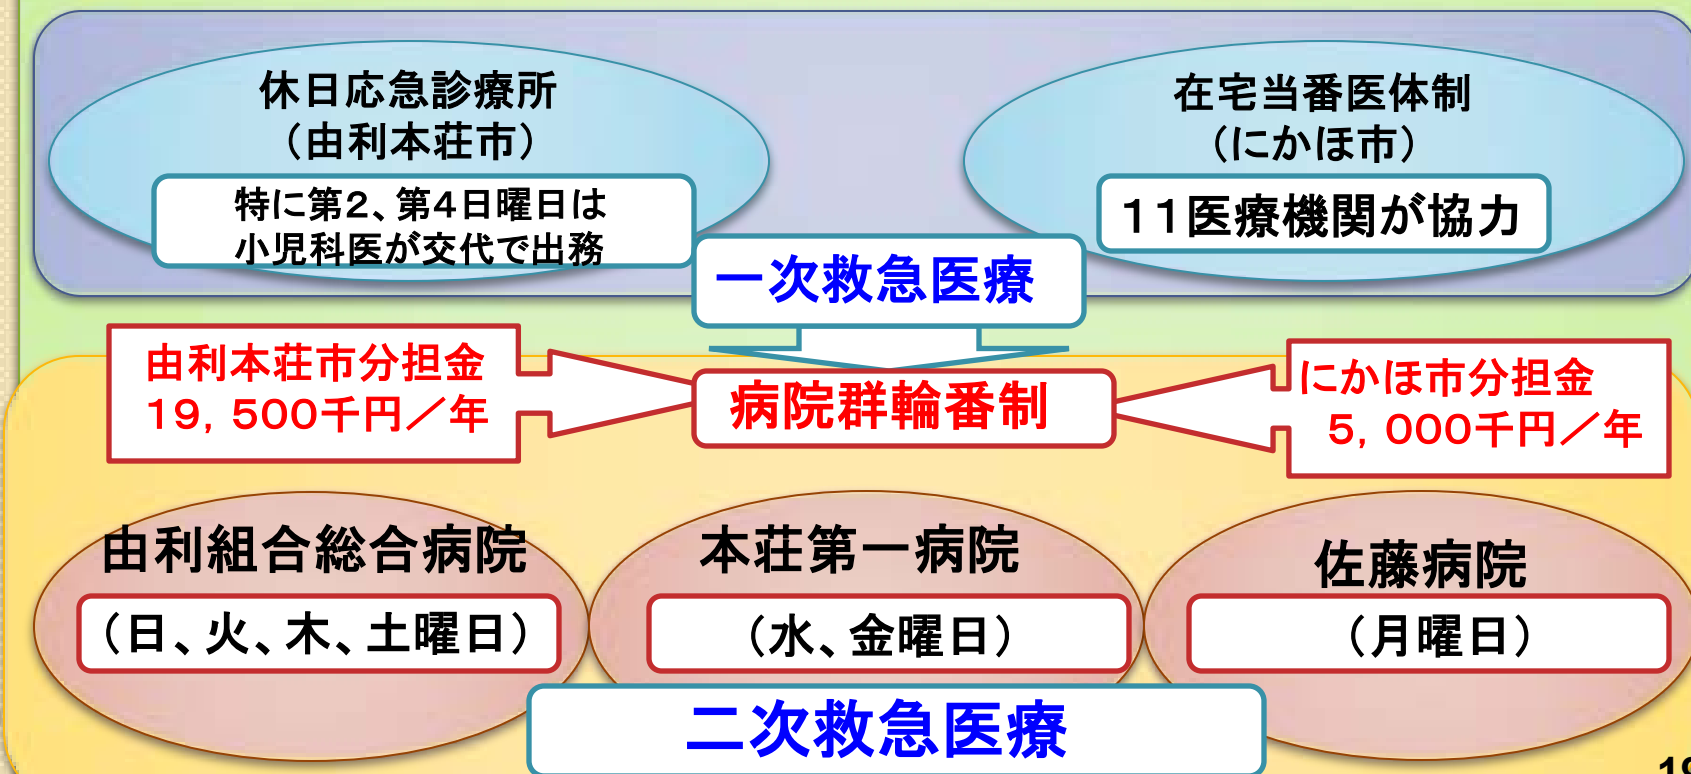 休日応急診療所
（由利本荘市）
特に第２、第４日曜日は
小児科医が交代で出務
在宅当番医体制
（にかほ市）
１１医療機関が協力
一次救急医療
由利本荘市分担金
１９，５００千円／年
病院群輪番制
にかほ市分担金
５，０００千円／年
由利組合総合病院
（日、火、木、土曜日）
本荘第一病院
（水、金曜日）
佐藤病院
（月曜日）
二次救急医療